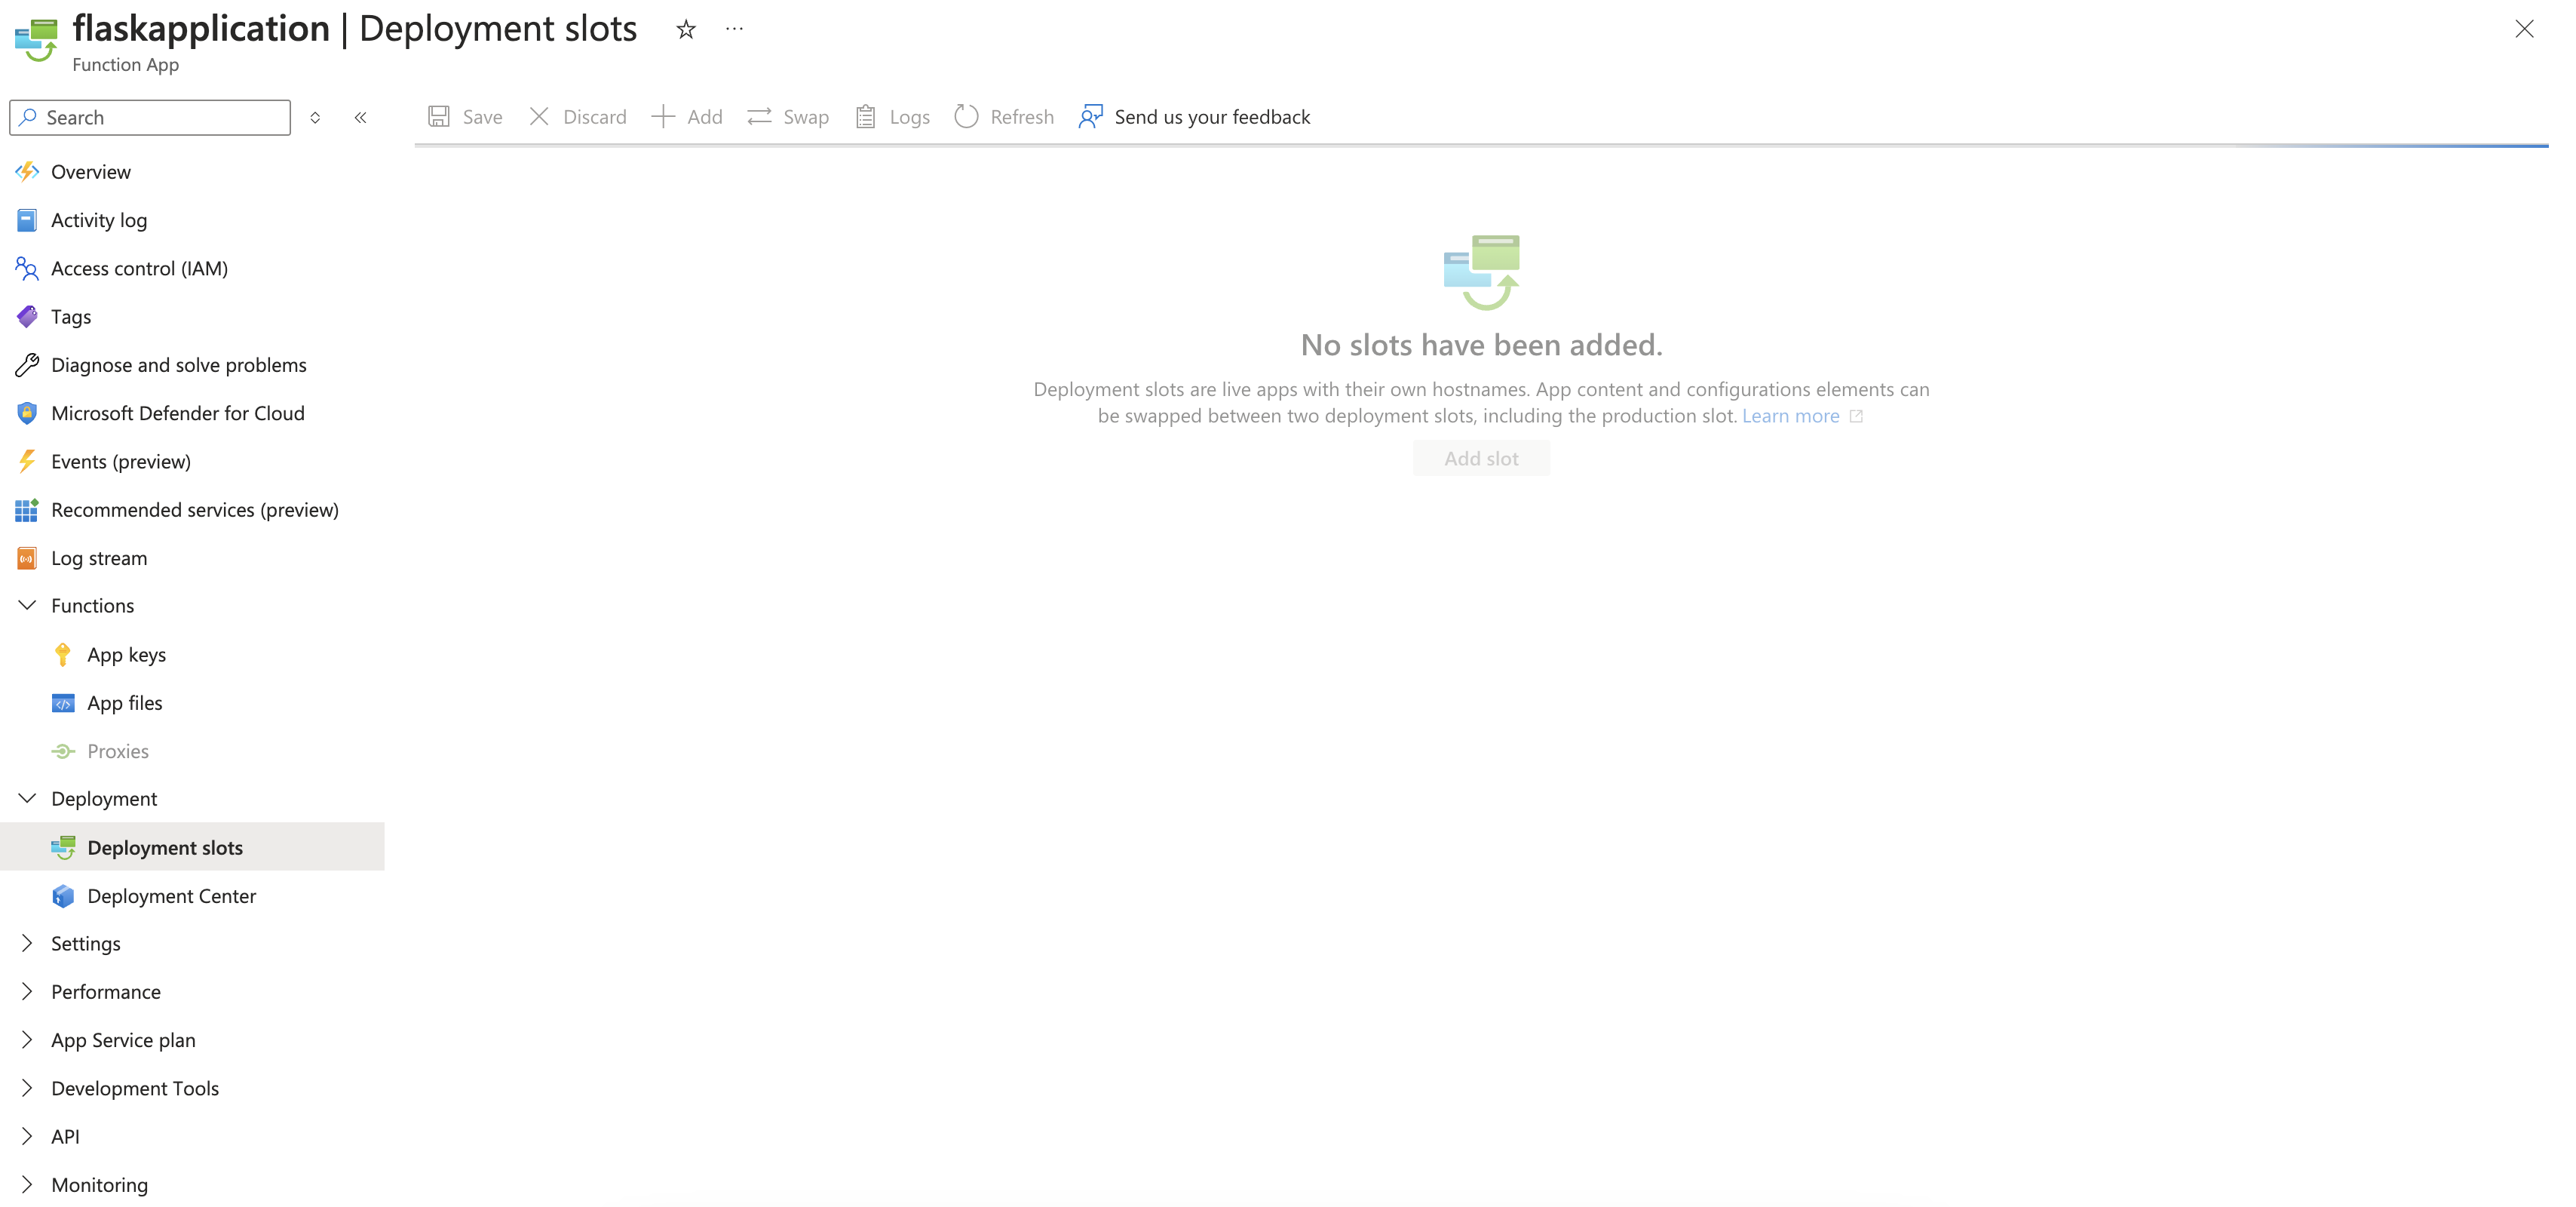 flaskapplication | Deployment slots
Function App
Search
Save
Discard
Add
Swap
Logs
Refresh
Send us your feedback
Overview
Activity log
Access control (IAM)
Tags
Diagnose and solve problems
Microsoft Defender for Cloud
Events (preview)
Recommended services (preview)
Log stream
Functions
App keys
App files
Proxies
Deployment
Deployment slots
Deployment Center
Settings
Performance
App Service plan
Development Tools
API
Monitoring
No slots have been added.
Deployment slots are live apps with their own hostnames. App content and configurations elements can
be swapped between two deployment slots, including the production slot. Learn more
Add slot